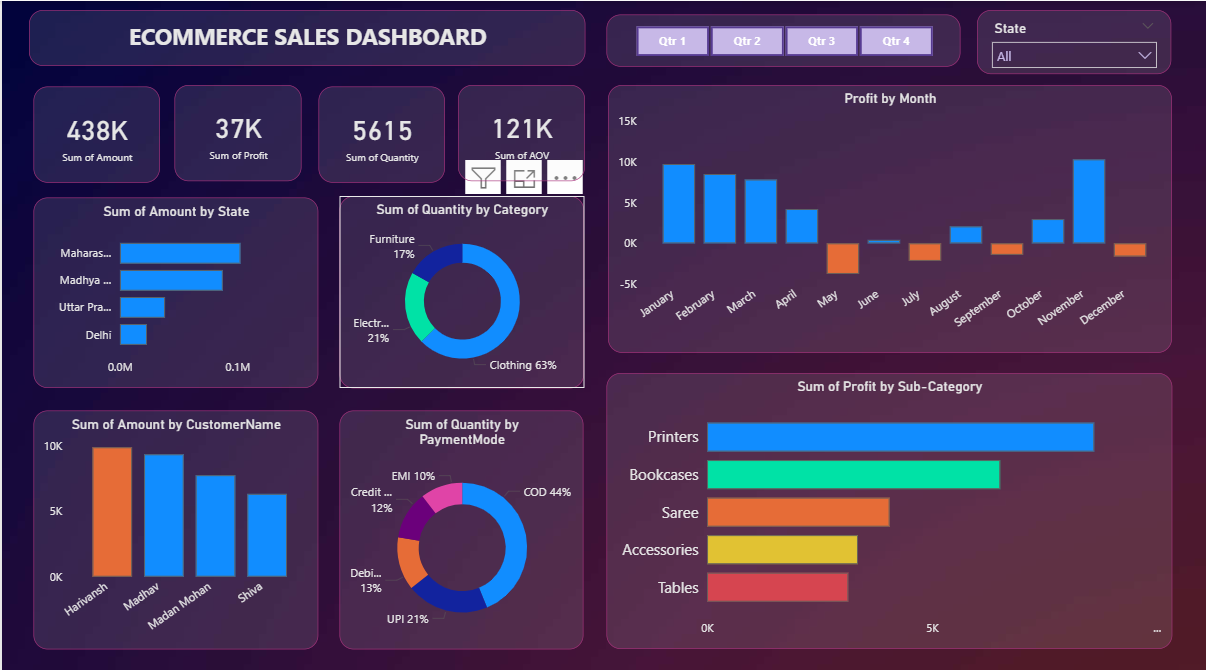 ECOMMERCE SALES DASHBOARD
Qtr 1
Qtr 2
Qtr 3
Qtr 4
State
All
438K
Sum of Amount
37K
Sum of Profit
5615
Sum of Quantity
121K
Sum of AOV
Profit by Month
15K
10K
5K
0K
-5K
January
February
March
April
May
June
July
August
September
October
November
December
Sum of Amount by State
Maharas...
Madhya ...
Uttar Pra...
Delhi
0.0M
0.1M
Sum of Quantity by Category
Furniture
17%
Electr...
21%
Clothing 63%
Sum of Profit by Sub-Category
Printers
Bookcases
Saree
Accessories
Tables
0K
5K
...
Sum of Amount by CustomerName
10K
5K
0K
Harivansh
Madhav
Madan Mohan
Shiva
Sum of Quantity by
PaymentMode
EMI 10%
COD 44%
Credit ...
12%
Debi...
13%
UPI 21%